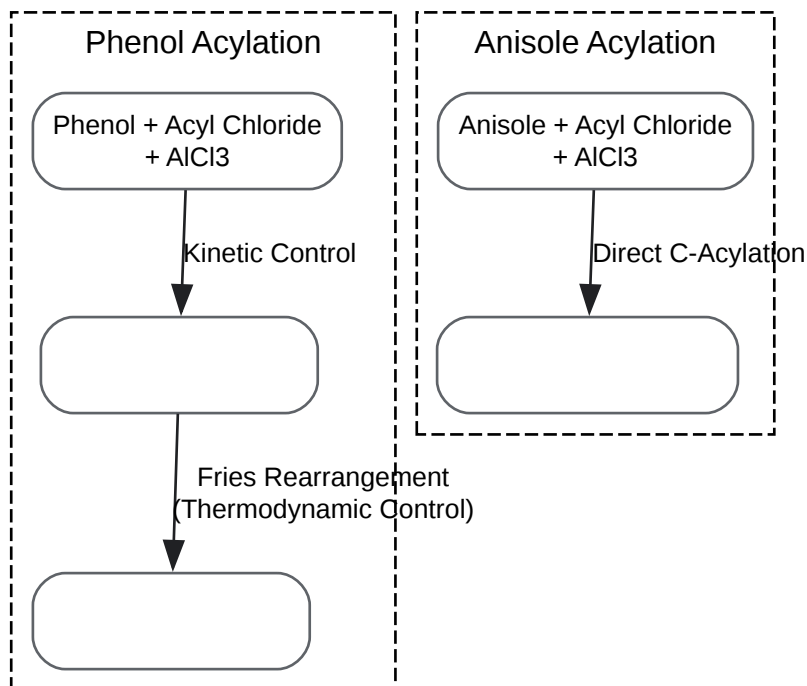 Phenol Acylation
Phenol + Acyl Chloride
+ AlCl3
Kinetic Control
Fries Rearrangement
(Thermodynamic Control)
Anisole Acylation
Anisole + Acyl Chloride
+ AlCl3
Direct C-Acylation